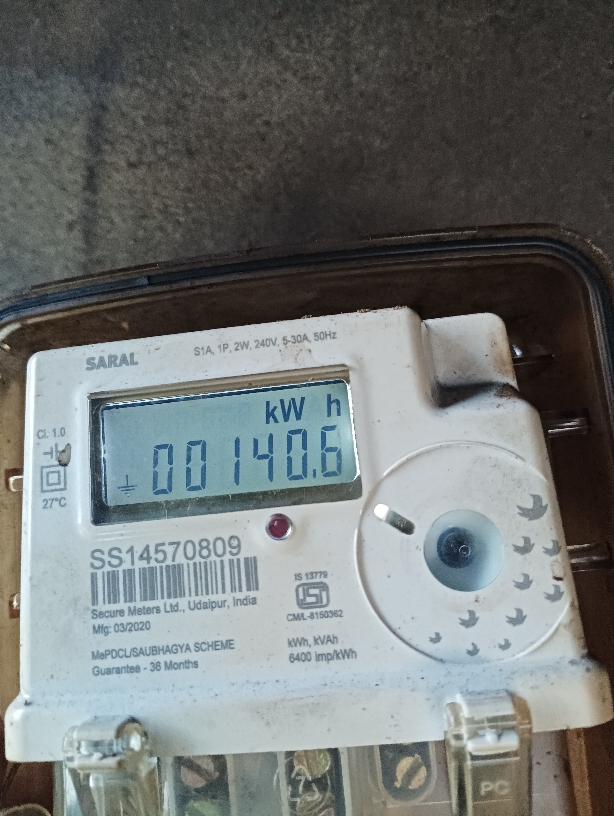 SARAL
S1A, 1P, 2W, 240V, 5-30A, 50Hz
Cl. 1.0
27°C
kW h
00140.6
SS14570809
Secure Meters Ltd., Udaipur, India
Mfg: 03/2020
MePDCL/SAUBHAGYA SCHEME
Guarantee - 36 Months
IS 13779
ISI
CM/L-8150362
kWh, kVAh
6400 imp/kWh
PC